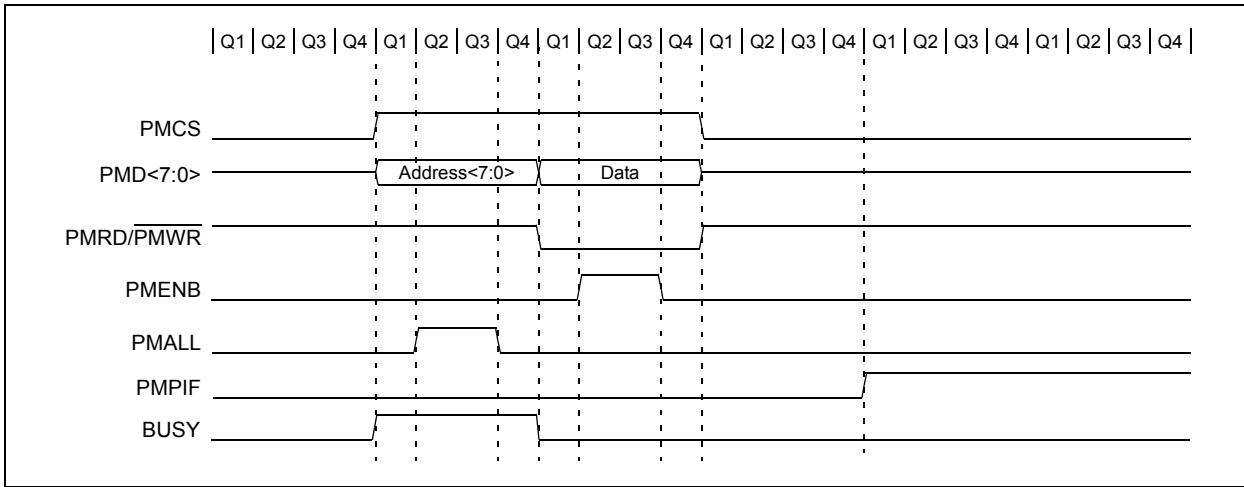 Q1 Q2 Q3 Q4 Q1 Q2 Q3 Q4 Q1 Q2 Q3 Q4 Q1 Q2 Q3 Q4 Q1 Q2 Q3 Q4 Q1 Q2 Q3 Q4
PMCS
PMD<7:0> Address<7:0> Data
PMRD/PMWR
PMENB
PMALL
PMPIF
BUSY